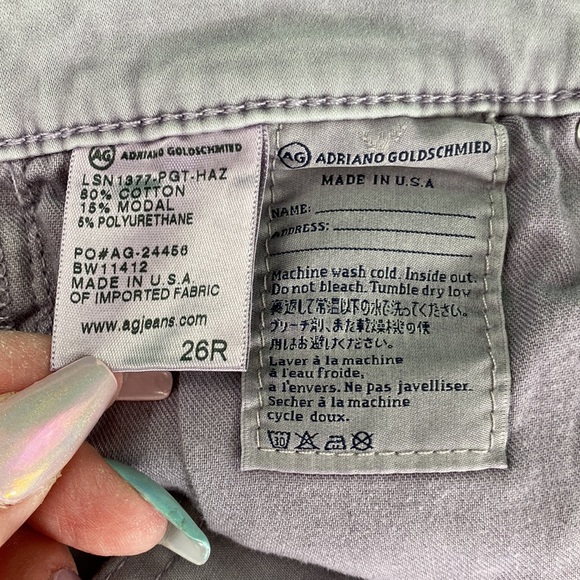 AG ADRIANO GOLDSCHMIED
LSN1377-PGT-HAZ
80% COTTON
15% MODAL
5% POLYURETHANE
PO#AG-24456
BW11412
MADE IN U.S.A
OF IMPORTED FABRIC
www.agjeans.com
26R
AG ADRIANO GOLDSCHMIED
MADE IN U.S.A
NAME:
ADDRESS:
Machine wash cold. Inside out.
Do not bleach. Tumble dry low
裏返して常温以下の水で洗ってください。
ブリーチ剤、また乾燥機の使
用はお避けください。
Laver à la machine
à l'eau froide,
à l'envers. Ne pas javelliser.
Secher à la machine
cycle doux.
30